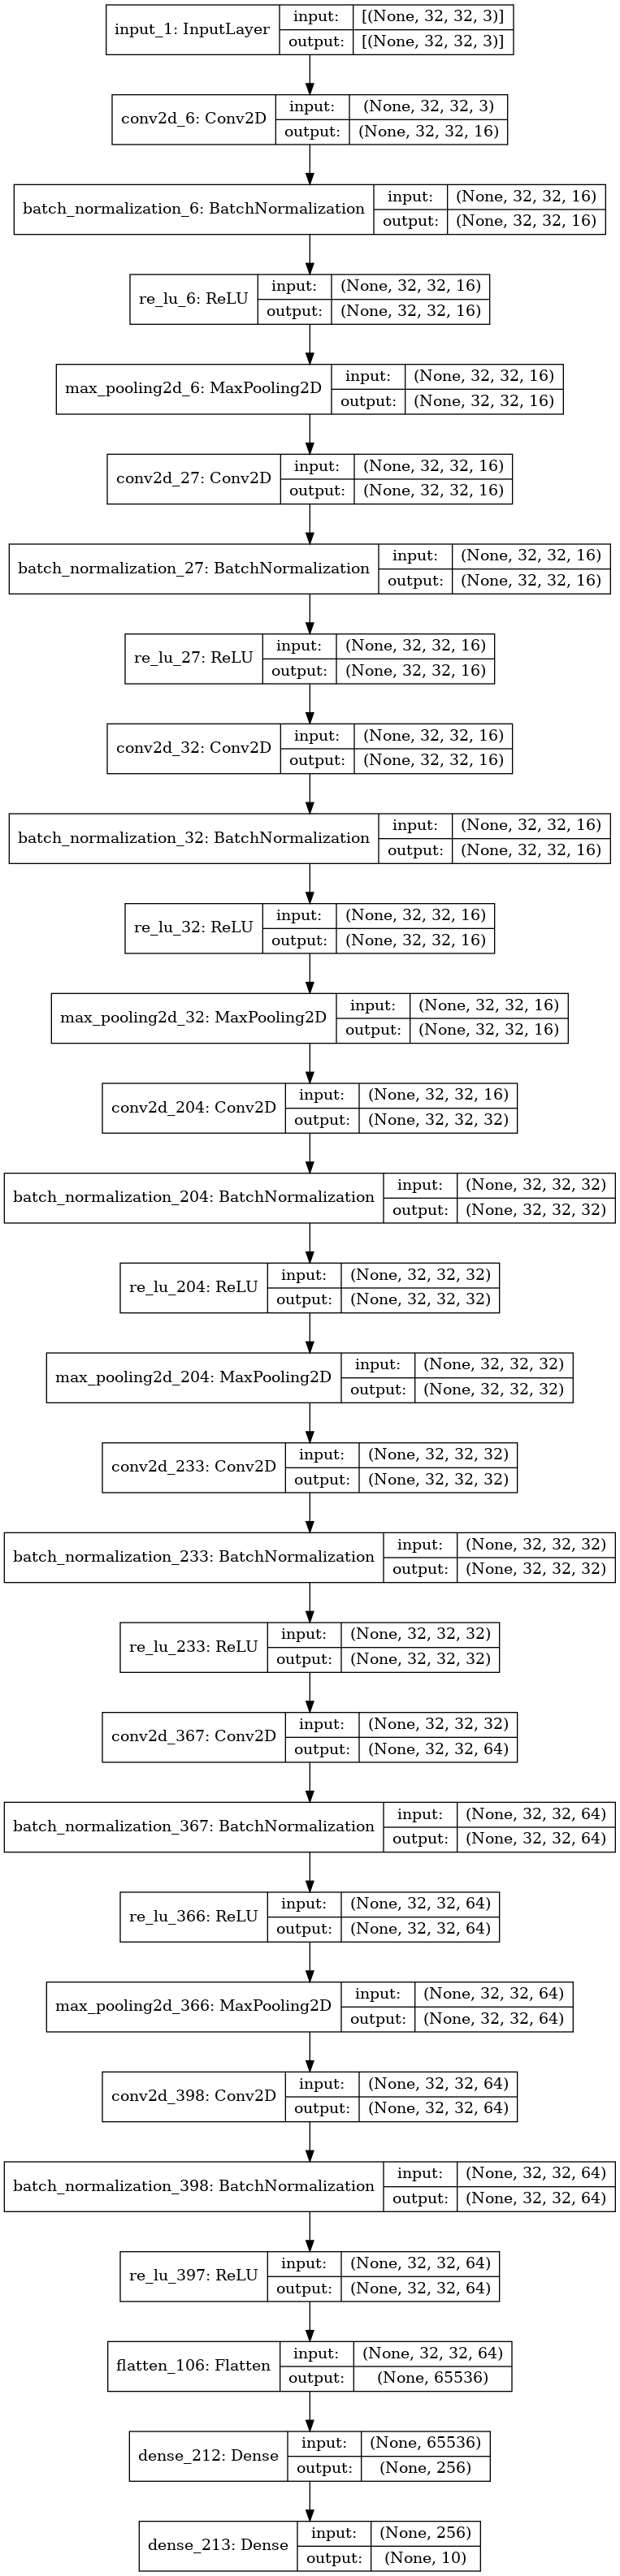 input_1: InputLayer
input: [(None, 32, 32, 3)]
output: [(None, 32, 32, 3)]
conv2d_6: Conv2D
input: (None, 32, 32, 3)
output: (None, 32, 32, 16)
batch_normalization_6: BatchNormalization
input: (None, 32, 32, 16)
output: (None, 32, 32, 16)
re_lu_6: ReLU
input: (None, 32, 32, 16)
output: (None, 32, 32, 16)
max_pooling2d_6: MaxPooling2D
input: (None, 32, 32, 16)
output: (None, 32, 32, 16)
conv2d_27: Conv2D
input: (None, 32, 32, 16)
output: (None, 32, 32, 16)
batch_normalization_27: BatchNormalization
input: (None, 32, 32, 16)
output: (None, 32, 32, 16)
re_lu_27: ReLU
input: (None, 32, 32, 16)
output: (None, 32, 32, 16)
conv2d_32: Conv2D
input: (None, 32, 32, 16)
output: (None, 32, 32, 16)
batch_normalization_32: BatchNormalization
input: (None, 32, 32, 16)
output: (None, 32, 32, 16)
re_lu_32: ReLU
input: (None, 32, 32, 16)
output: (None, 32, 32, 16)
max_pooling2d_32: MaxPooling2D
input: (None, 32, 32, 16)
output: (None, 32, 32, 16)
conv2d_204: Conv2D
input: (None, 32, 32, 16)
output: (None, 32, 32, 32)
batch_normalization_204: BatchNormalization
input: (None, 32, 32, 32)
output: (None, 32, 32, 32)
re_lu_204: ReLU
input: (None, 32, 32, 32)
output: (None, 32, 32, 32)
max_pooling2d_204: MaxPooling2D
input: (None, 32, 32, 32)
output: (None, 32, 32, 32)
conv2d_233: Conv2D
input: (None, 32, 32, 32)
output: (None, 32, 32, 32)
batch_normalization_233: BatchNormalization
input: (None, 32, 32, 32)
output: (None, 32, 32, 32)
re_lu_233: ReLU
input: (None, 32, 32, 32)
output: (None, 32, 32, 32)
conv2d_367: Conv2D
input: (None, 32, 32, 32)
output: (None, 32, 32, 64)
batch_normalization_367: BatchNormalization
input: (None, 32, 32, 64)
output: (None, 32, 32, 64)
re_lu_366: ReLU
input: (None, 32, 32, 64)
output: (None, 32, 32, 64)
max_pooling2d_366: MaxPooling2D
input: (None, 32, 32, 64)
output: (None, 32, 32, 64)
conv2d_398: Conv2D
input: (None, 32, 32, 64)
output: (None, 32, 32, 64)
batch_normalization_398: BatchNormalization
input: (None, 32, 32, 64)
output: (None, 32, 32, 64)
re_lu_397: ReLU
input: (None, 32, 32, 64)
output: (None, 32, 32, 64)
flatten_106: Flatten
input: (None, 32, 32, 64)
output: (None, 65536)
dense_212: Dense
input: (None, 65536)
output: (None, 256)
dense_213: Dense
input: (None, 256)
output: (None, 10)